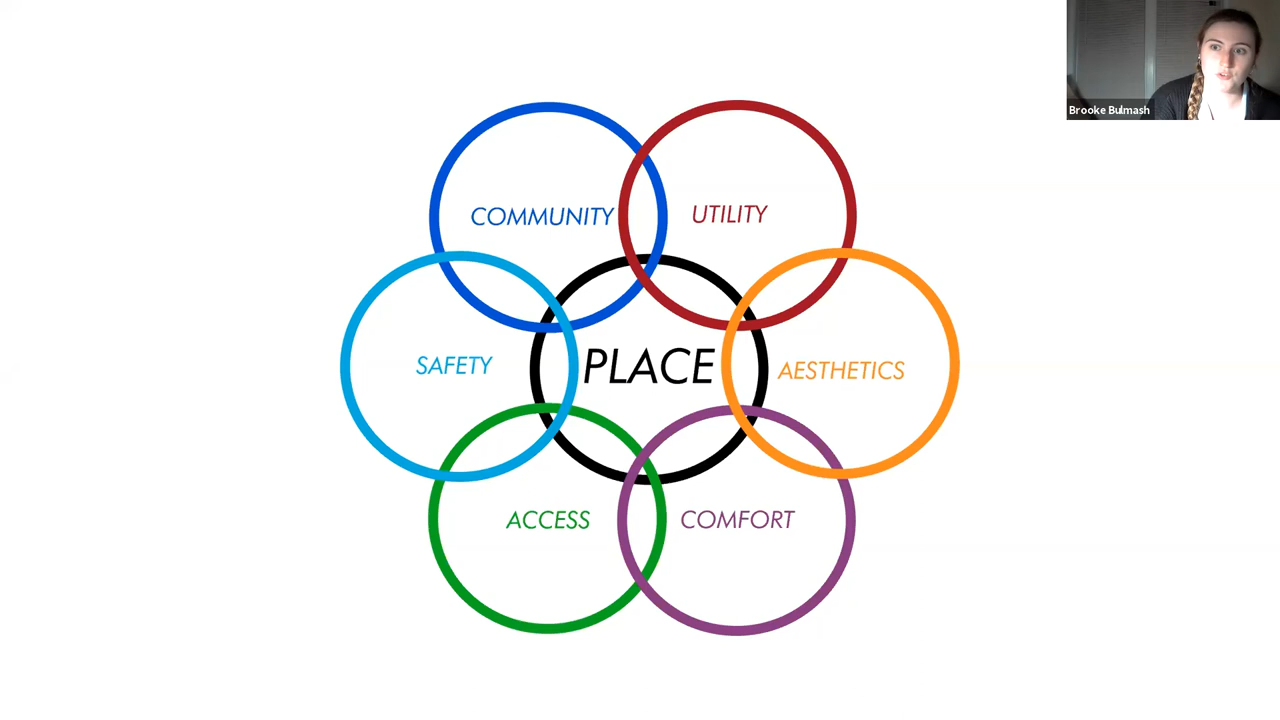 Brooke Bulmash
COMMUNITY
UTILITY
SAFETY
PLACE
AESTHETICS
ACCESS
COMFORT